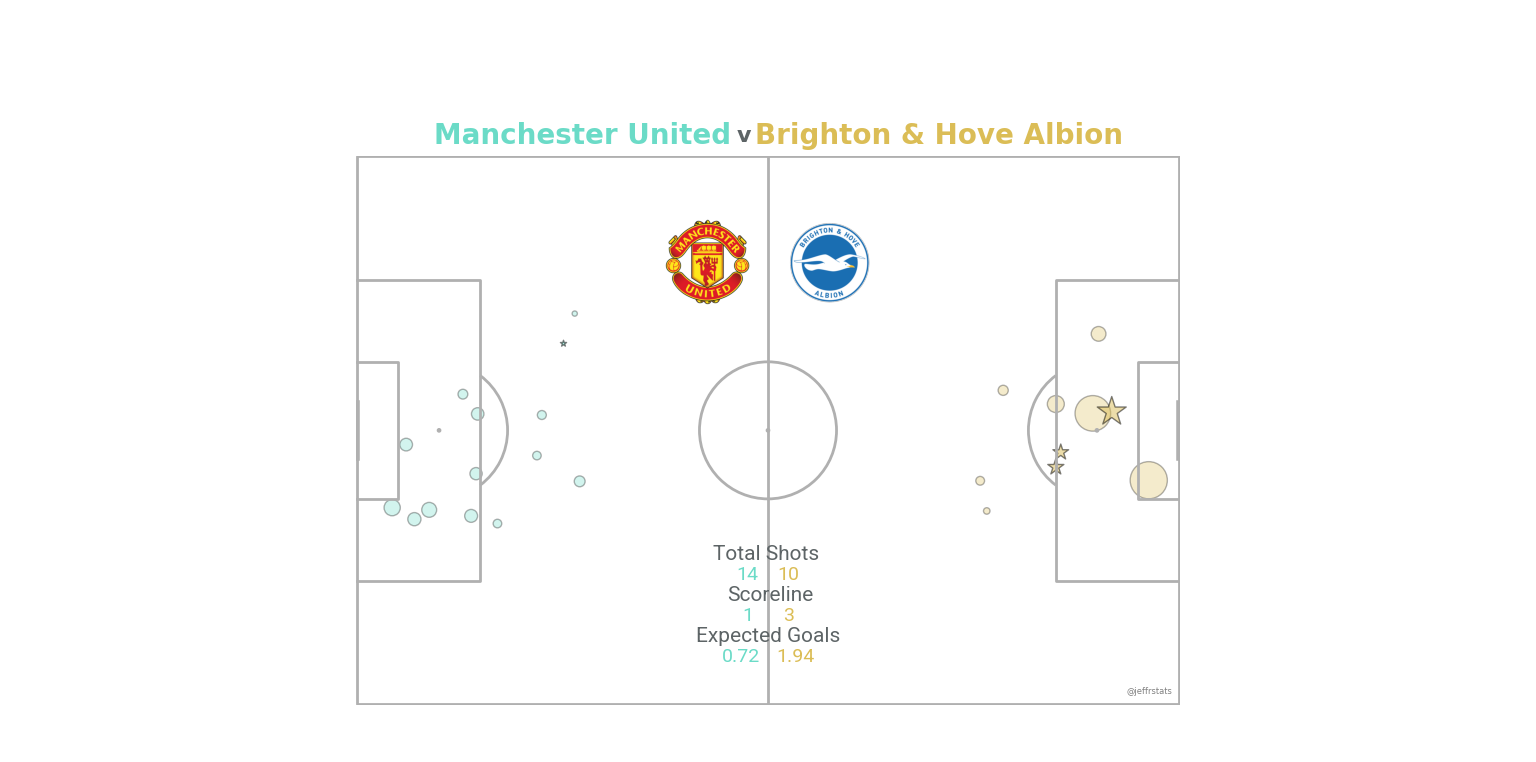 Manchester United v Brighton & Hove Albion
MANCHESTER
UNITED
BRIGHTON & HOVE
ALBION
Total Shots
14 10
Scoreline
1 3
Expected Goals
0.72 1.94
@jeffrstats